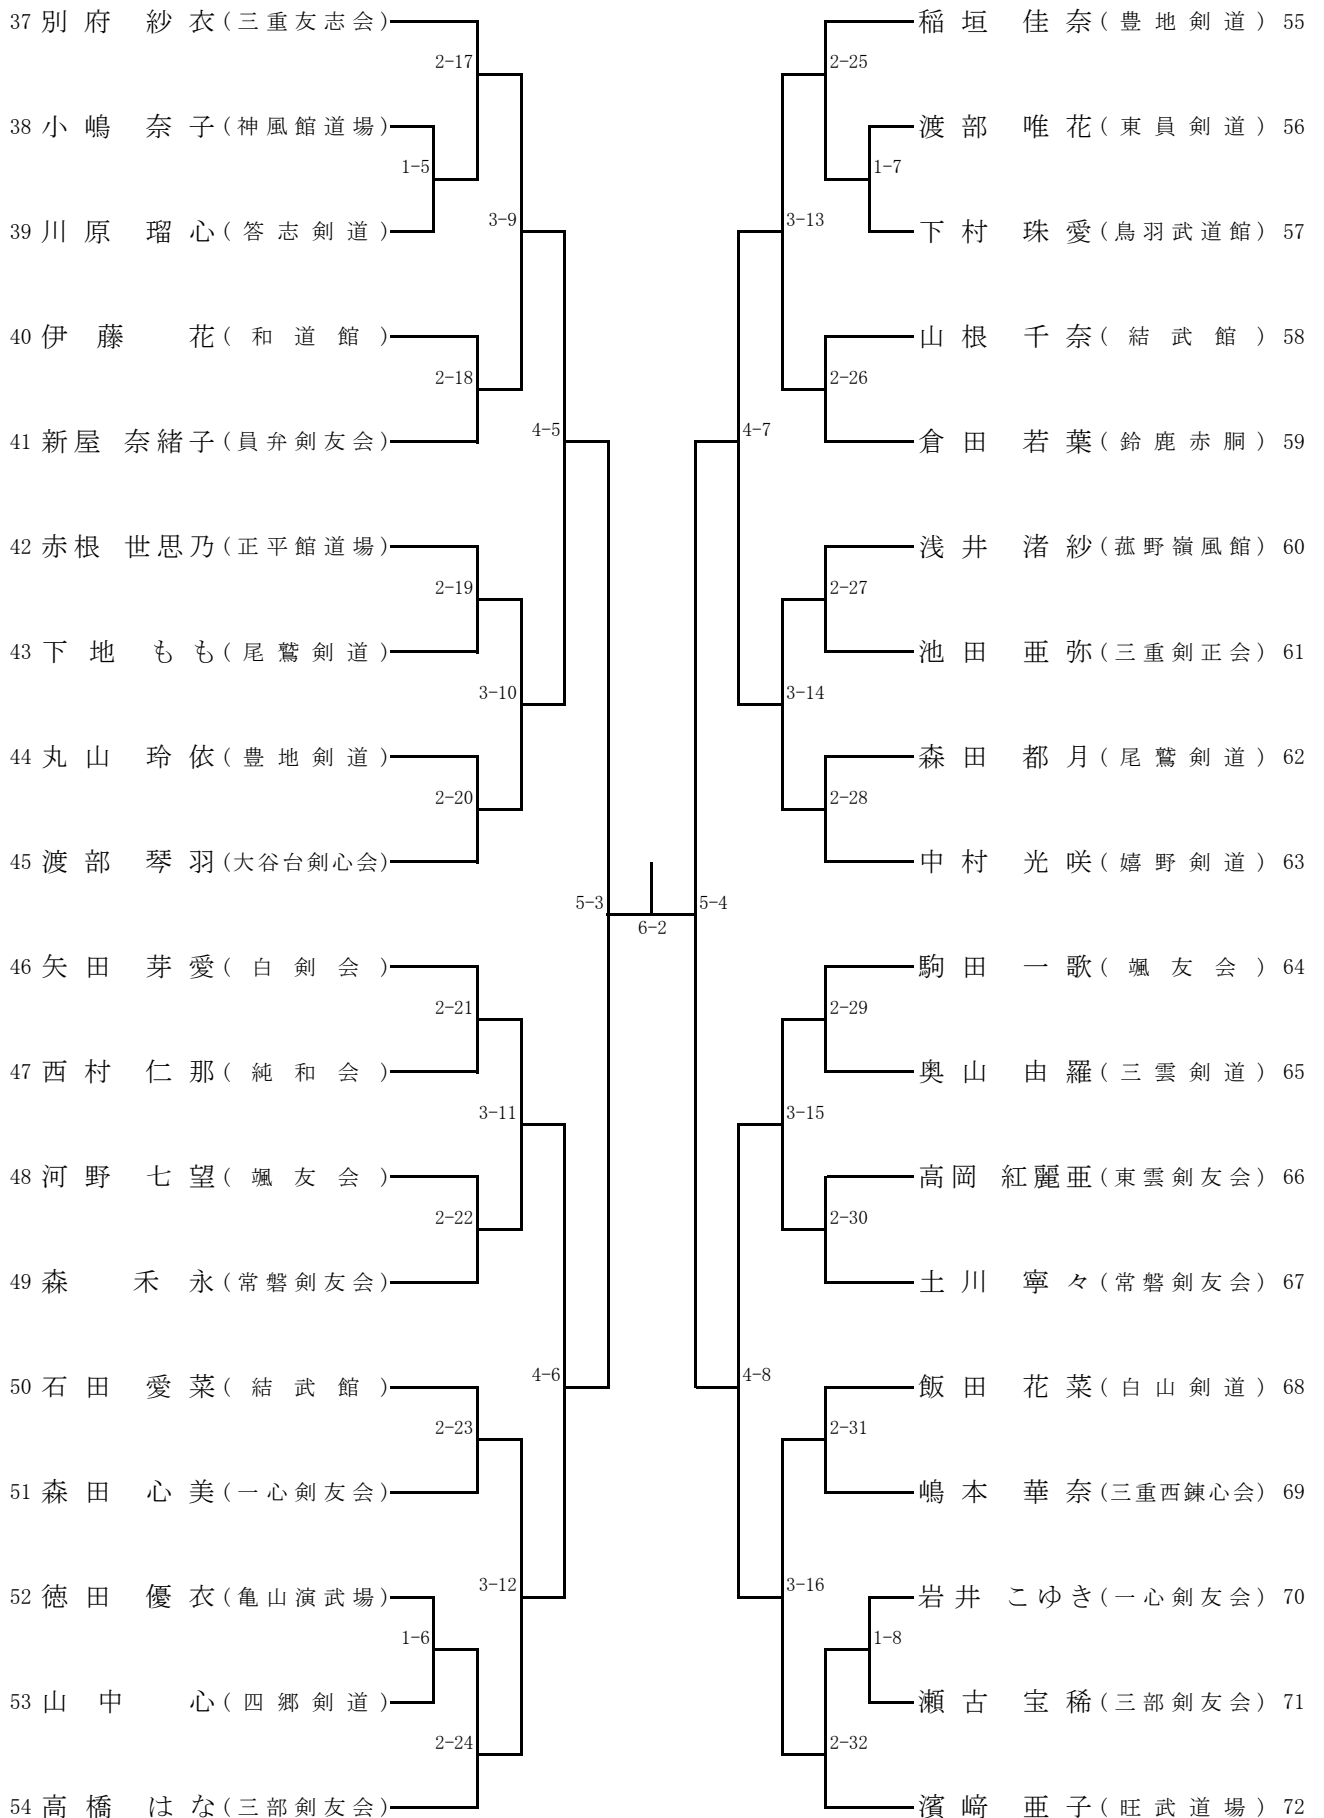 37 別府 紗衣(三重友志会)
2-17
38 小嶋 奈子(神風館道場)
1-5
39 川原 瑠心(答志剣道)
3-9
40 伊藤 花(和道館)
2-18
41 新屋 奈緒子(員弁剣友会)
4-5
42 赤根 世思乃(正平館道場)
2-19
43 下地 もも(尾鷲剣道)
3-10
44 丸山 玲依(豊地剣道)
2-20
45 渡部 琴羽(大谷台剣心会)
5-3
46 矢田 芽愛(白剣会)
2-21
47 西村 仁那(純和会)
3-11
48 河野 七望(颯友会)
2-22
49 森 禾永(常磐剣友会)
4-6
50 石田 愛菜(結武館)
2-23
51 森田 心美(一心剣友会)
3-12
52 徳田 優衣(亀山演武場)
1-6
53 山中 心(四郷剣道)
2-24
54 高橋 はな(三部剣友会)
6-2
稲垣 佳奈(豊地剣道) 55
2-25
渡部 唯花(東員剣道) 56
1-7
下村 珠愛(鳥羽武道館) 57
3-13
山根 千奈(結武館) 58
2-26
倉田 若葉(鈴鹿赤胴) 59
4-7
浅井 渚紗(菰野嶺風館) 60
2-27
池田 亜弥(三重剣正会) 61
3-14
森田 都月(尾鷲剣道) 62
2-28
中村 光咲(嬉野剣道) 63
5-4
駒田 一歌(颯友会) 64
2-29
奥山 由羅(三雲剣道) 65
3-15
高岡 紅麗亜(東雲剣友会) 66
2-30
土川 寧々(常磐剣友会) 67
4-8
飯田 花菜(白山剣道) 68
2-31
嶋本 華奈(三重西錬心会) 69
3-16
岩井 こゆき(一心剣友会) 70
1-8
瀬古 宝稀(三部剣友会) 71
2-32
濱﨑 亜子(旺武道場) 72